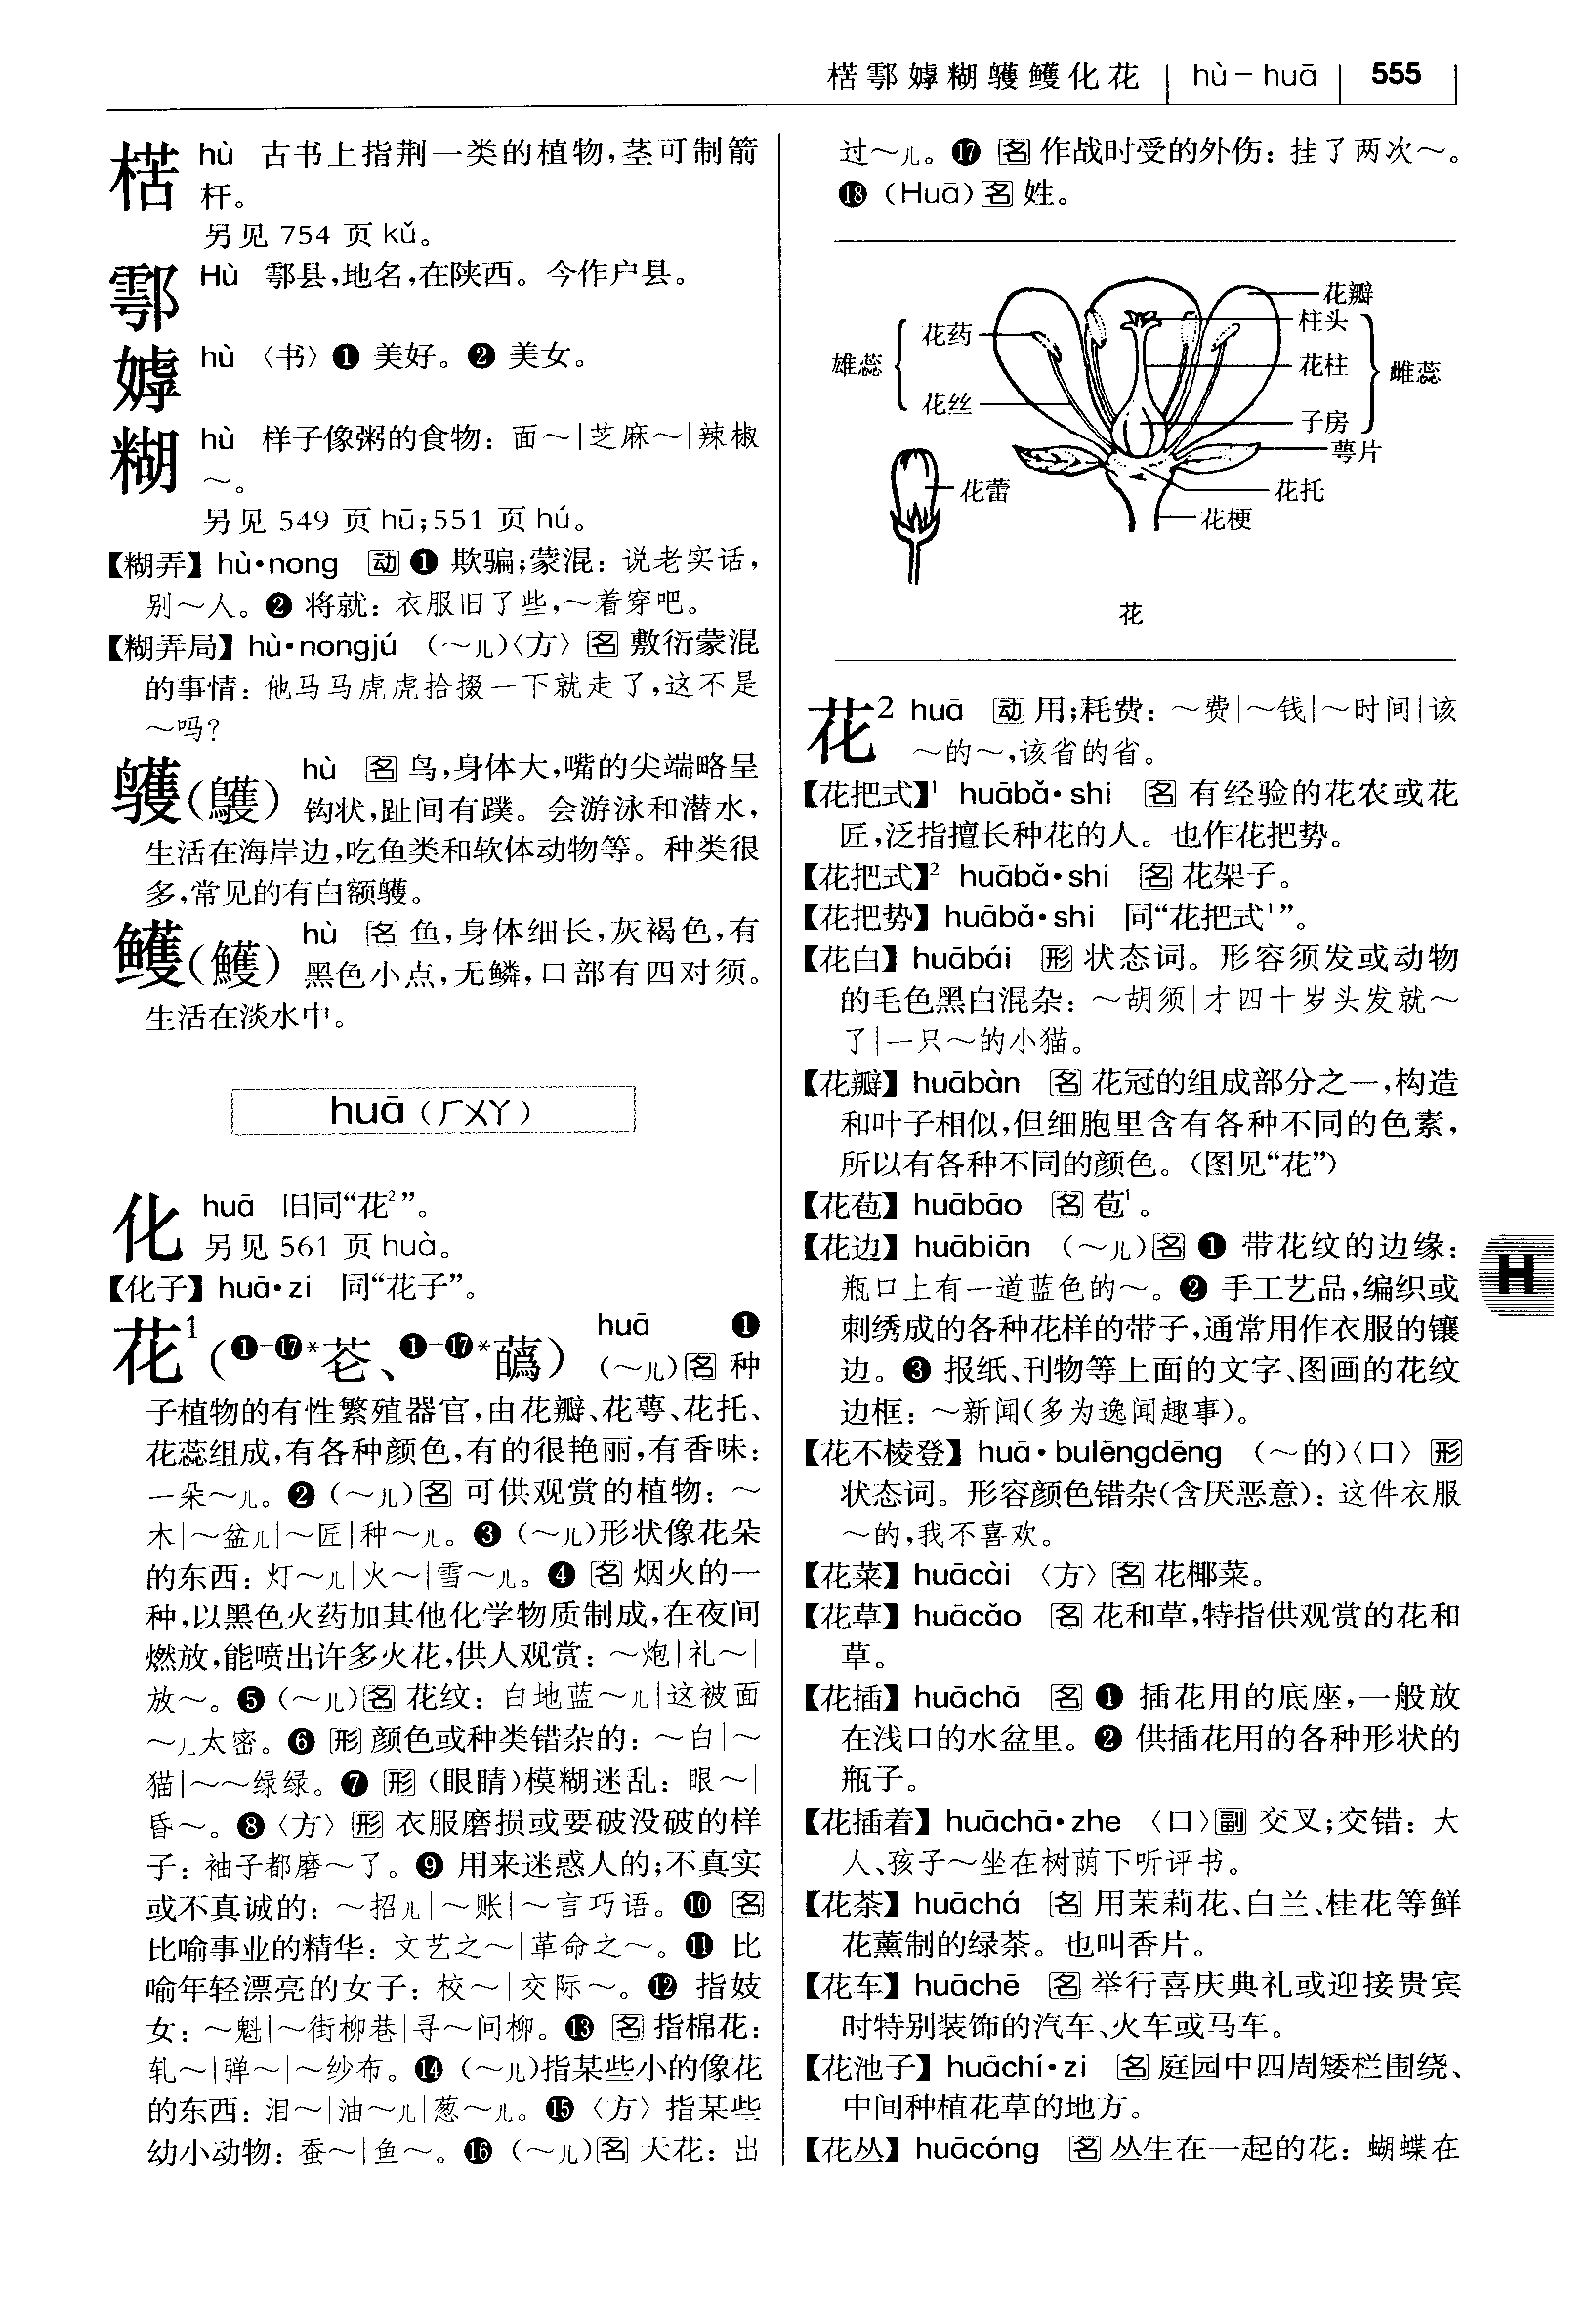 楛鄠嫭糊鹱鳠化花 | hù－huā | 555
楛 hù 古书上指荆一类的植物,茎可制箭
杆。
另见 754 页 kǔ。
鄠 Hù 鄠县,地名,在陕西。今作户县。
嫭 hù 〈书〉❶ 美好。❷ 美女。
糊 hù 样子像粥的食物：面～|芝麻～|辣椒
～。
另见 549 页 hū;551 页 hú。
【糊弄】hù•nong 动 ❶ 欺骗;蒙混：说老实话,
别～人。❷ 将就：衣服旧了些,～着穿吧。
【糊弄局】hù•nongjú （～儿）〈方〉名 敷衍蒙混
的事情：他马马虎虎拾掇一下就走了,这不是
～吗?
鹱（鸌） hù 名 鸟,身体大,嘴的尖端略呈
钩状,趾间有蹼。会游泳和潜水,
生活在海岸边,吃鱼类和软体动物等。种类很
多,常见的有白额鹱。
鳠（鱯） hù 名 鱼,身体细长,灰褐色,有
黑色小点,无鳞,口部有四对须。
生活在淡水中。
huā（ㄏㄨㄚ）
化 huā 旧同“花²”。
另见 561 页 huà。
【化子】huā•zi 同“花子”。
花¹（❶-⓱*芲、❶-⓱*蘤） huā ❶
（～儿）名 种
子植物的有性繁殖器官,由花瓣、花萼、花托、
花蕊组成,有各种颜色,有的很艳丽,有香味：
一朵～儿。❷（～儿）名 可供观赏的植物：～
木|～盆儿|～匠|种～儿。❸（～儿）形状像花朵
的东西：灯～儿|火～|雪～儿。❹ 名 烟火的一
种,以黑色火药加其他化学物质制成,在夜间
燃放,能喷出许多火花,供人观赏：～炮|礼～|
放～。❺（～儿）名 花纹：白地蓝～儿|这被面
～儿太密。❻ 形 颜色或种类错杂的：～白|～
猫|～～绿绿。❼ 形（眼睛）模糊迷乱：眼～|
昏～。❽〈方〉形 衣服磨损或要破没破的样
子：袖子都磨～了。❾ 用来迷惑人的;不真实
或不真诚的：～招儿|～账|～言巧语。❿ 名
比喻事业的精华：文艺之～|革命之～。⓫ 比
喻年轻漂亮的女子：校～|交际～。⓬ 指妓
女：～魁|～街柳巷|寻～问柳。⓭ 名 指棉花：
轧～|弹～|～纱布。⓮（～儿）指某些小的像花
的东西：泪～|油～儿|葱～儿。⓯〈方〉指某些
幼小动物：蚕～|鱼～。⓰（～儿）名 天花：出
过～儿。⓱ 名 作战时受的外伤：挂了两次～。
⓲（Huā）名 姓。
花瓣
柱头
花药
花柱
雄蕊
雌蕊
花丝
子房
萼片
花蕾
花托
花梗
花
花² huā 动 用;耗费：～费|～钱|～时间|该
～的～,该省的省。
【花把式】¹ huābǎ•shi 名 有经验的花农或花
匠,泛指擅长种花的人。也作花把势。
【花把式】² huābǎ•shi 名 花架子。
【花把势】huābǎ•shi 同“花把式¹”。
【花白】huābái 形 状态词。形容须发或动物
的毛色黑白混杂：～胡须|才四十岁头发就～
了|一只～的小猫。
【花瓣】huābàn 名 花冠的组成部分之一,构造
和叶子相似,但细胞里含有各种不同的色素,
所以有各种不同的颜色。（图见“花”）
【花苞】huābāo 名 苞¹。
【花边】huābiān （～儿）名 ❶ 带花纹的边缘：
瓶口上有一道蓝色的～。❷ 手工艺品,编织或
刺绣成的各种花样的带子,通常用作衣服的镶
边。❸ 报纸、刊物等上面的文字、图画的花纹
边框：～新闻（多为逸闻趣事）。
【花不棱登】huā•bulēngdēng （～的）〈口〉形
状态词。形容颜色错杂（含厌恶意）：这件衣服
～的,我不喜欢。
【花菜】huācài 〈方〉名 花椰菜。
【花草】huācǎo 名 花和草,特指供观赏的花和
草。
【花插】huāchā 名 ❶ 插花用的底座,一般放
在浅口的水盆里。❷ 供插花用的各种形状的
瓶子。
【花插着】huāchā•zhe 〈口〉副 交叉;交错：大
人、孩子～坐在树荫下听评书。
【花茶】huāchá 名 用茉莉花、白兰、桂花等鲜
花薰制的绿茶。也叫香片。
【花车】huāchē 名 举行喜庆典礼或迎接贵宾
时特别装饰的汽车、火车或马车。
【花池子】huāchí•zi 名 庭园中四周矮栏围绕、
中间种植花草的地方。
【花丛】huācóng 名 丛生在一起的花：蝴蝶在
H